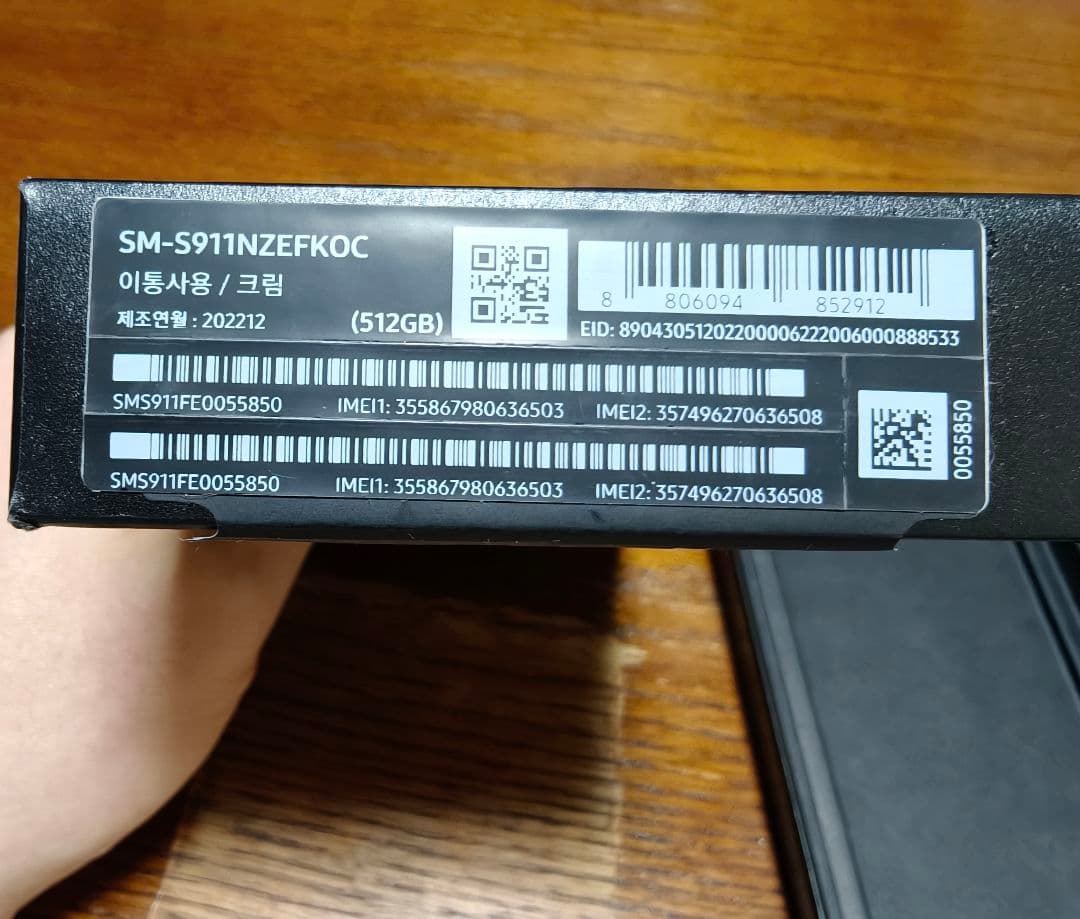 SM-S911NZEFKOC
이통사용 / 크림
제조연월 : 202212
(512GB)
8 806094 852912
EID: 89043051202200006222006000888533
SMS911FE0055850 IMEI1: 355867980636503 IMEI2: 357496270636508
SMS911FE0055850 IMEI1: 355867980636503 IMEI2: 357496270636508
0055850